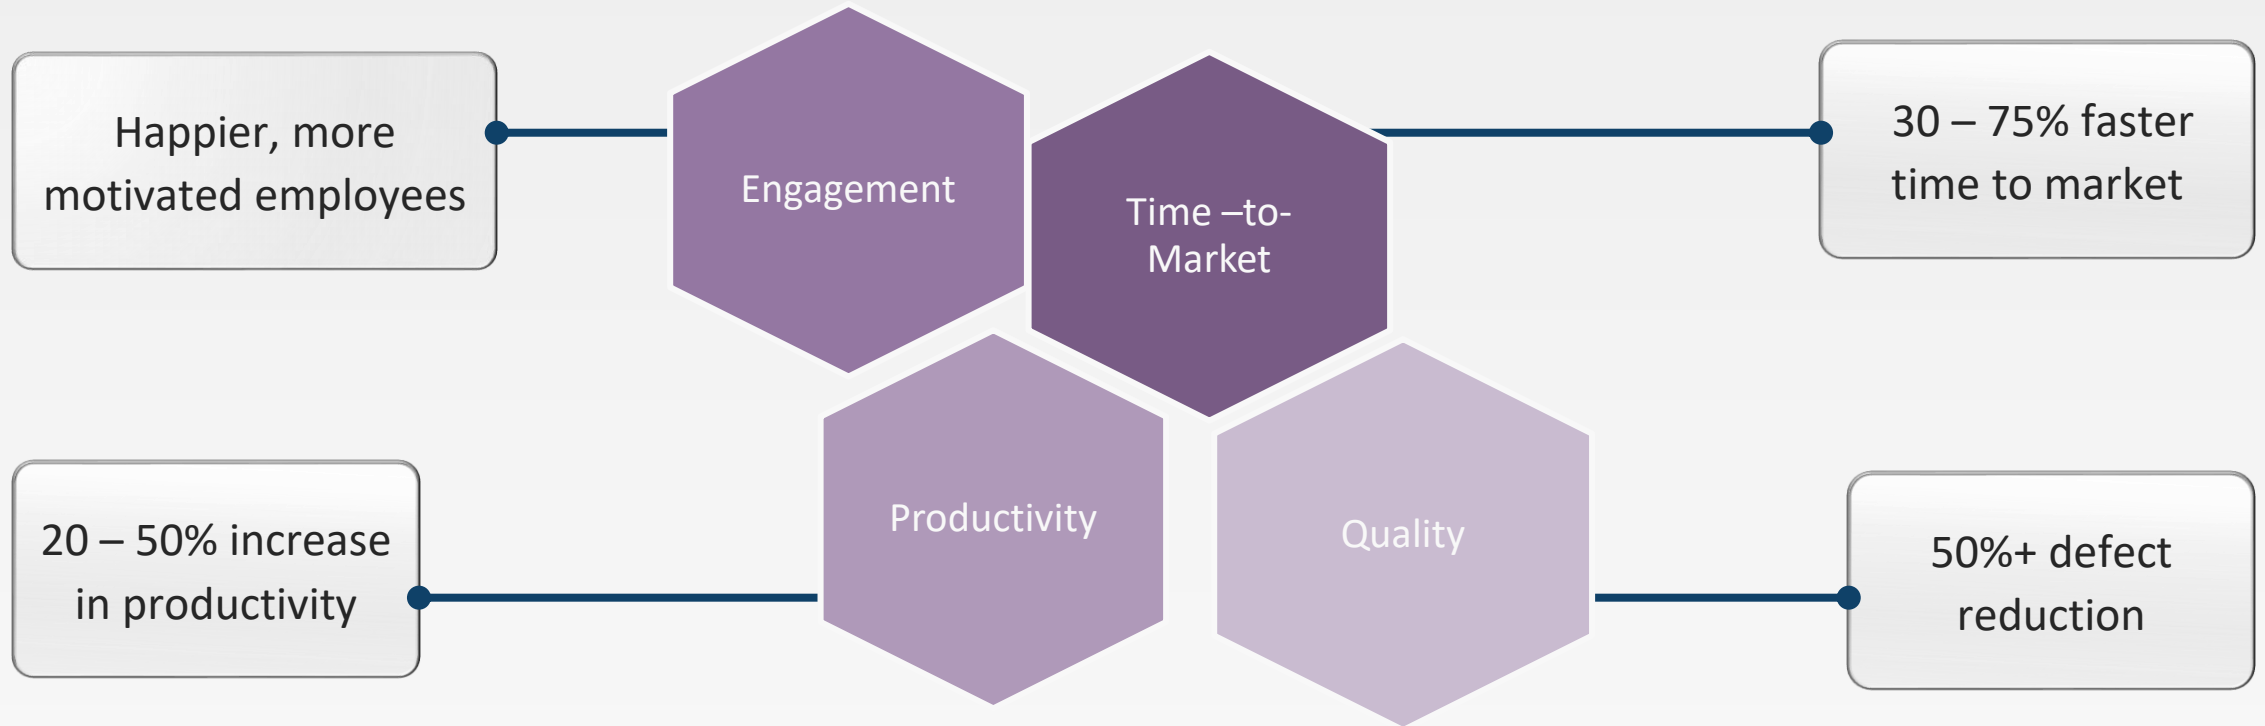 Happier, more
motivated employees
Engagement
Time –to-
Market
30 – 75% faster
time to market
20 – 50% increase
in productivity
Productivity
Quality
50%+ defect
reduction